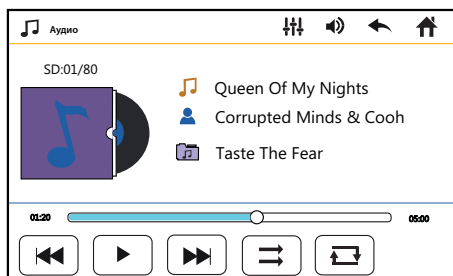 Аудио
SD:01/80
Queen Of My Nights
Corrupted Minds & Cooh
Taste The Fear
01:20 05:00